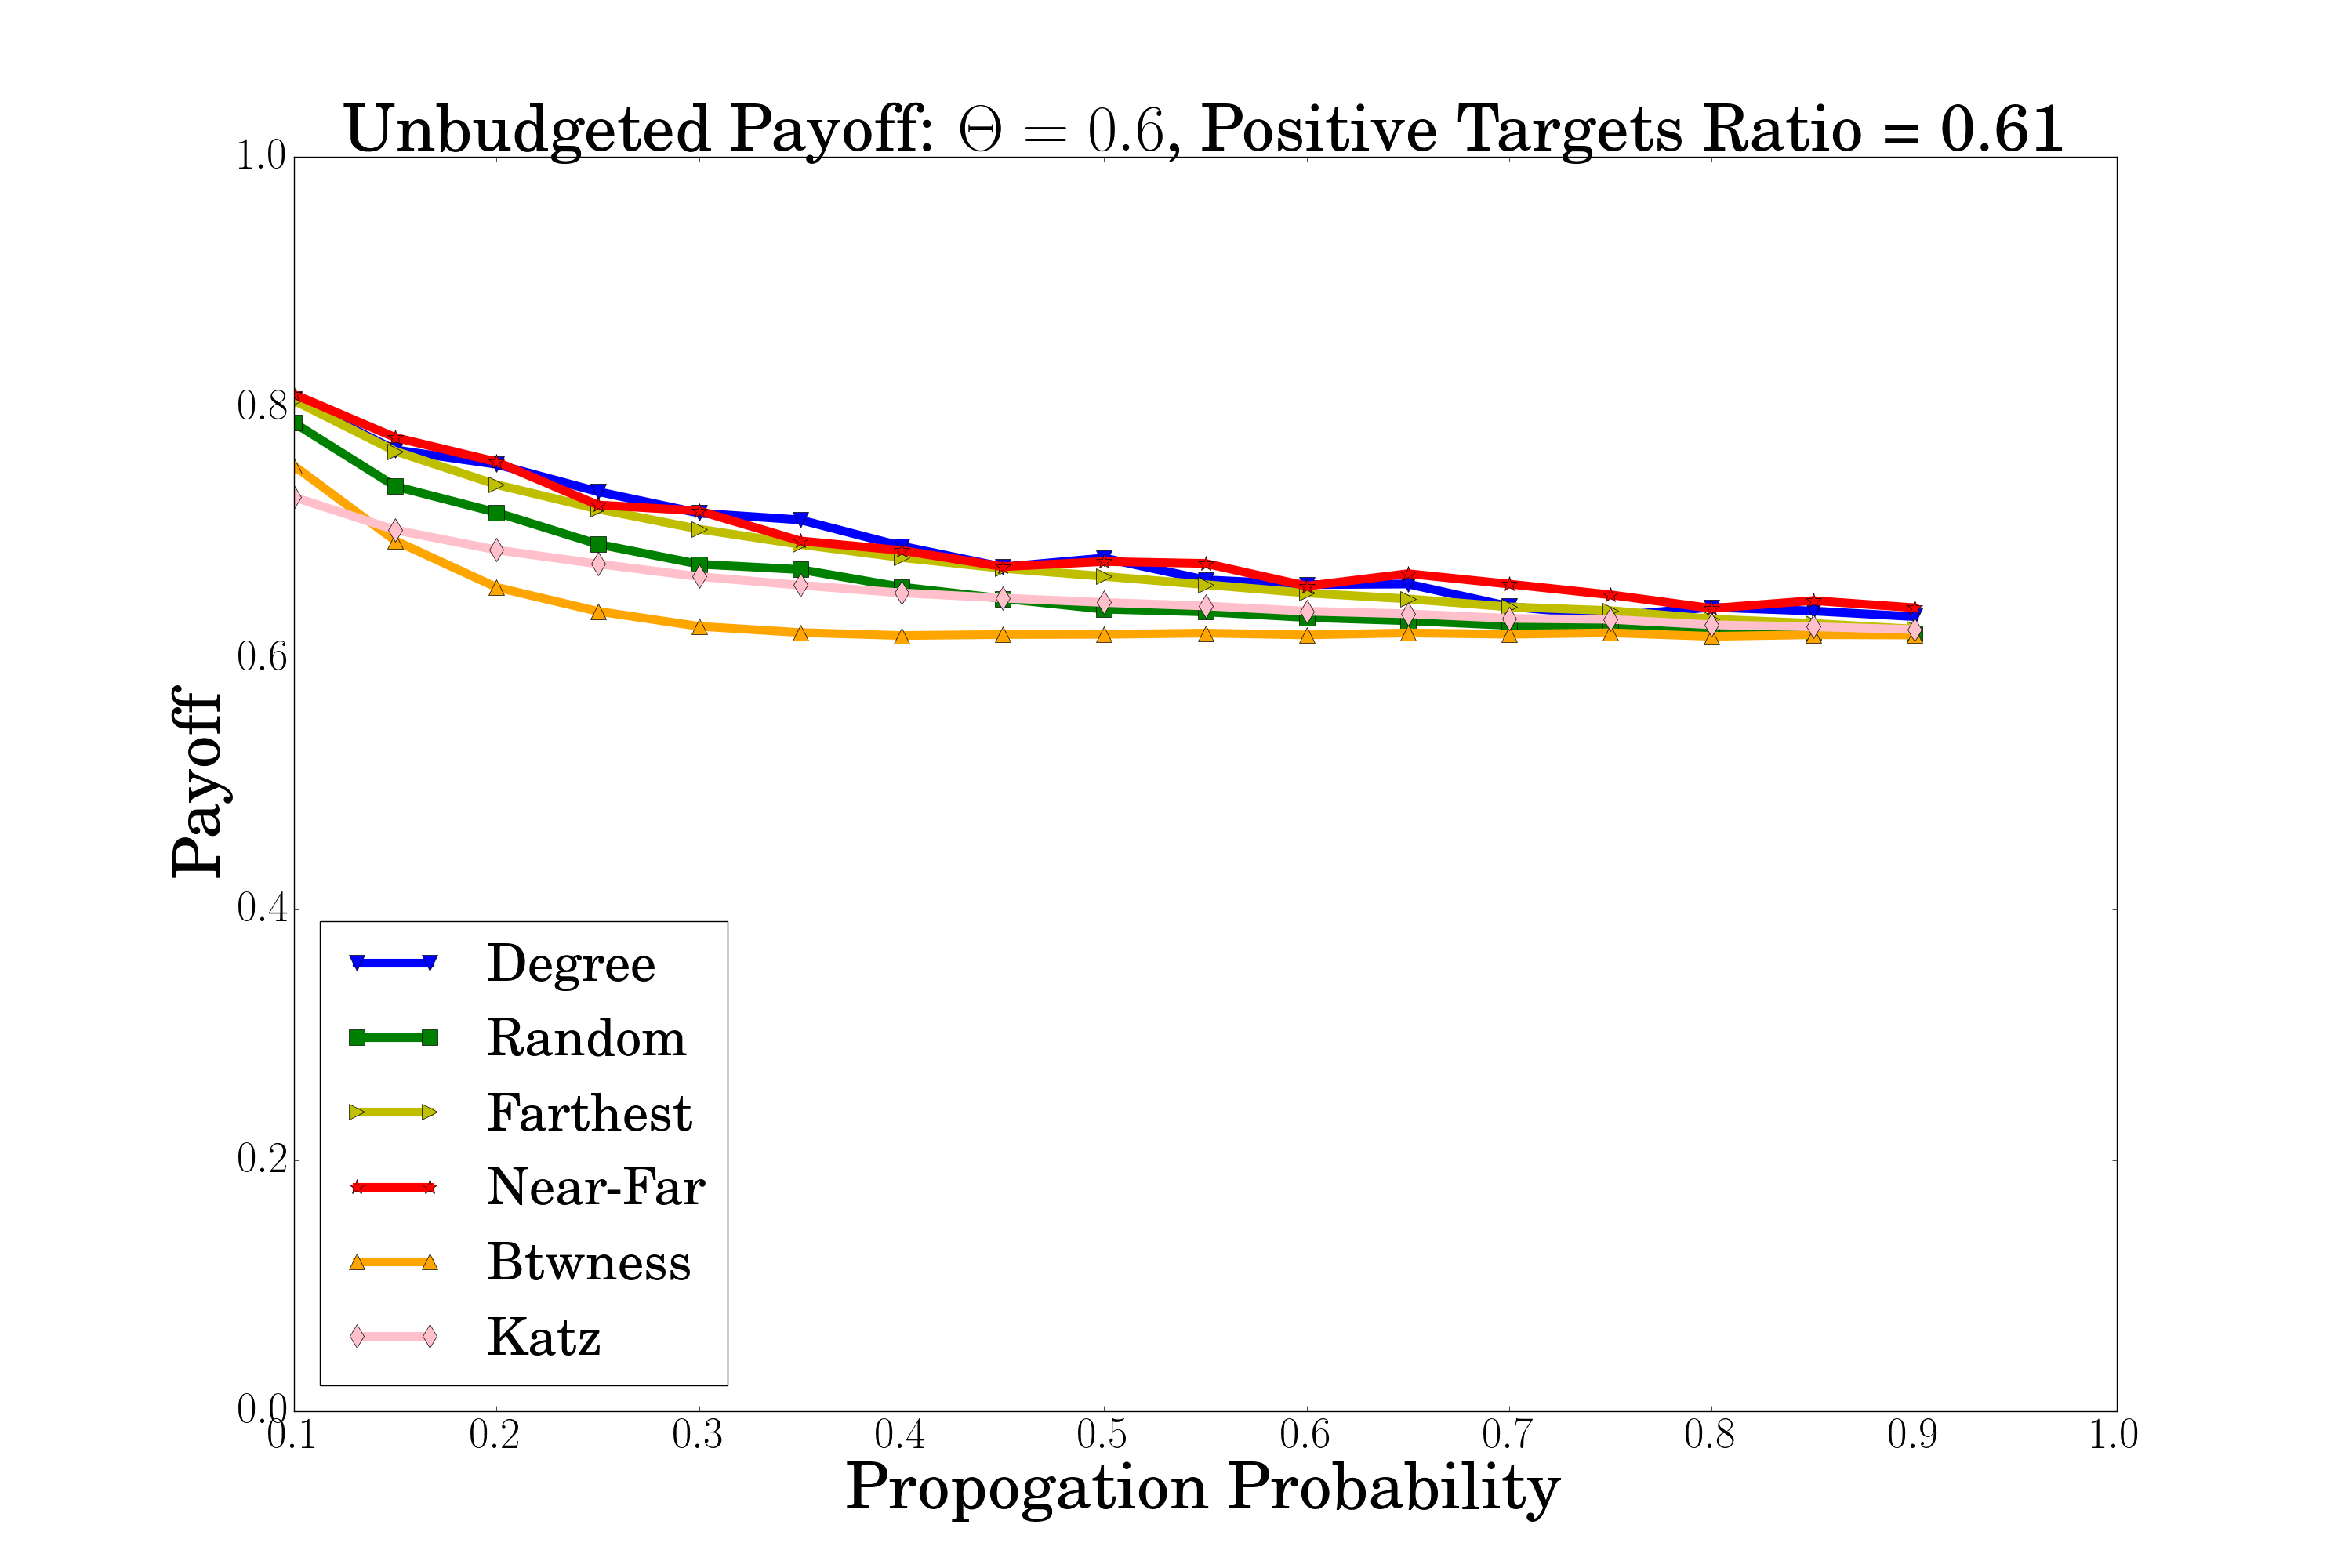 Unbudgeted Payoff: Θ = 0.6, Positive Targets Ratio = 0.61
1.0
0.8
0.6
0.4
0.2
0.0
Payoff
Degree
Random
Farthest
Near-Far
Btwness
Katz
0.1 0.2 0.3 0.4 0.5 0.6 0.7 0.8 0.9 1.0
Propogation Probability